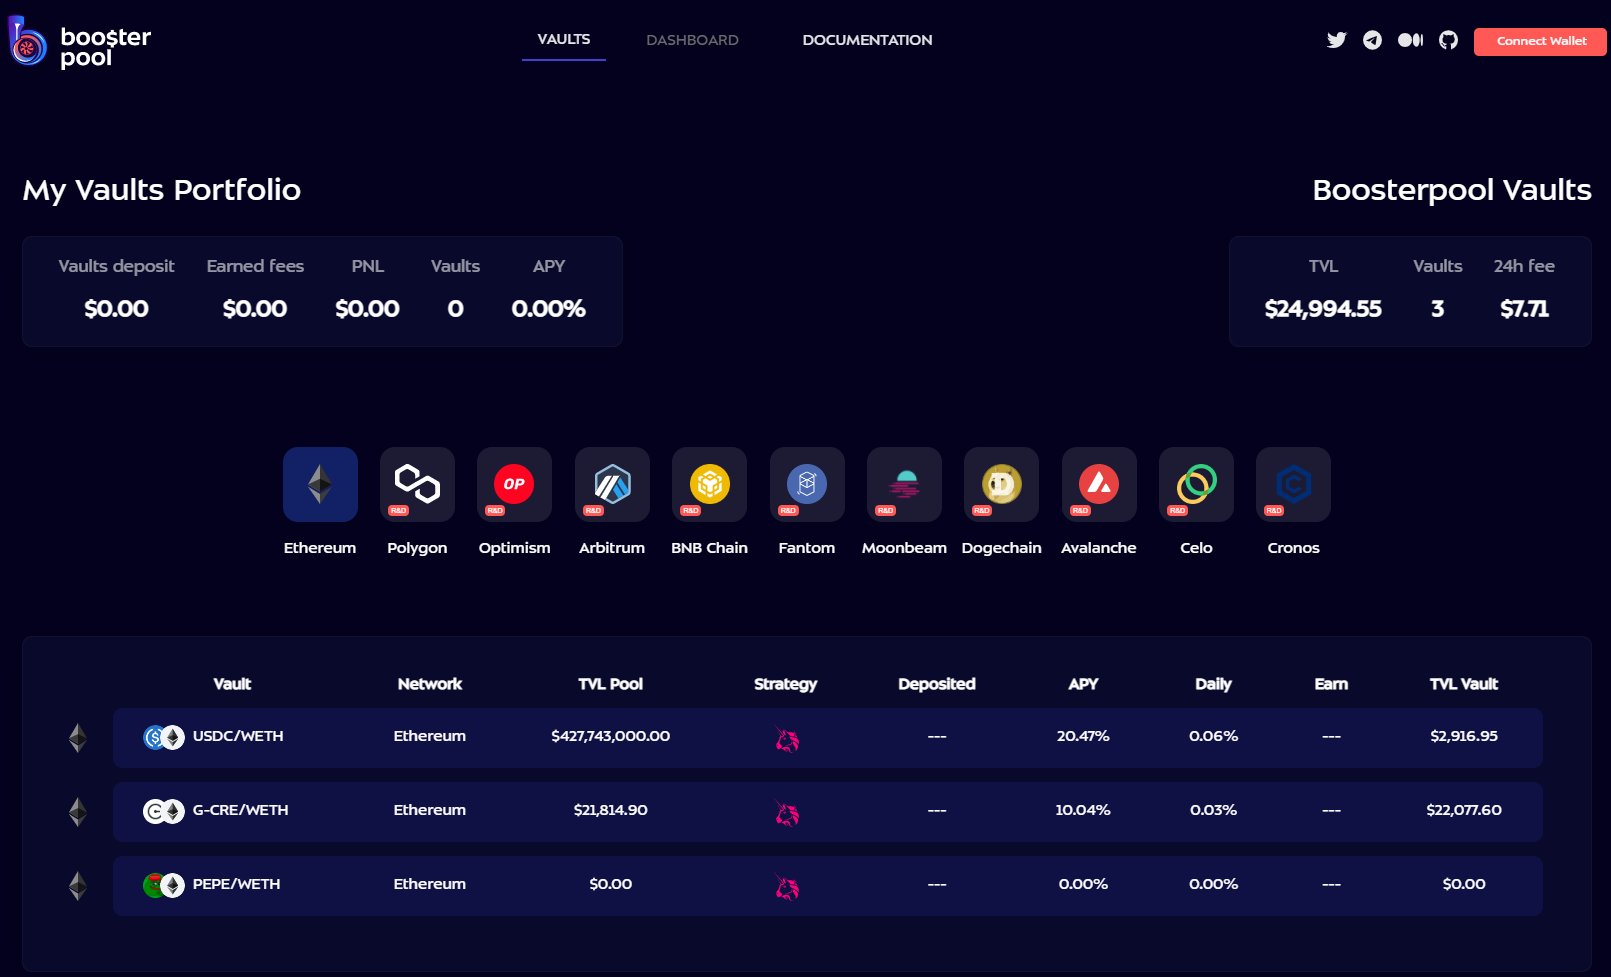 booster
pool
VAULTS DASHBOARD DOCUMENTATION
Connect Wallet
My Vaults Portfolio
Boosterpool Vaults
Vaults deposit Earned fees PNL Vaults APY
$0.00 $0.00 $0.00 0 0.00%
TVL Vaults 24h fee
$24,994.55 3 $7.71
OP
R&D R&D R&D R&D R&D R&D R&D R&D R&D R&D
Ethereum Polygon Optimism Arbitrum BNB Chain Fantom Moonbeam Dogechain Avalanche Celo Cronos
Vault Network TVL Pool Strategy Deposited APY Daily Earn TVL Vault
USDC/WETH Ethereum $427,743,000.00 --- 20.47% 0.06% --- $2,916.95
G-CRE/WETH Ethereum $21,814.90 --- 10.04% 0.03% --- $22,077.60
PEPE/WETH Ethereum $0.00 --- 0.00% 0.00% --- $0.00